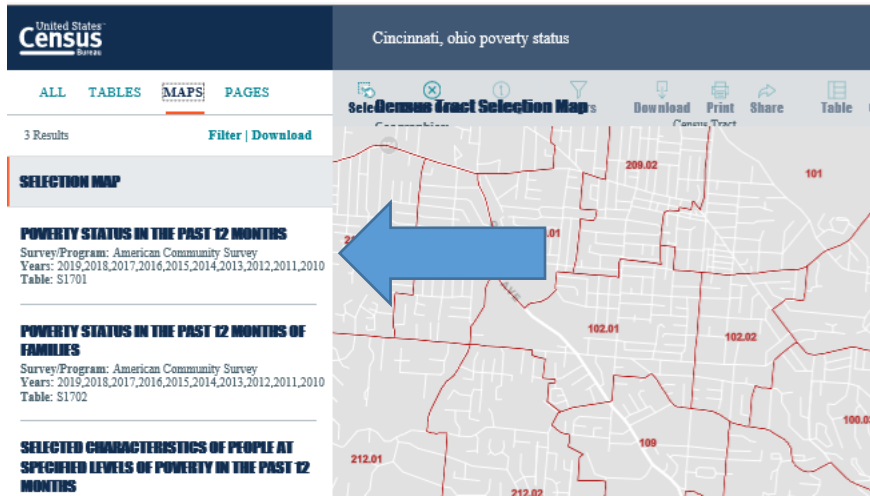 United States™
Census
Bureau
Cincinnati, ohio poverty status
ALL TABLES MAPS PAGES
3 Results
Filter | Download
Census Tract Selection Map
Download Print Share Table
Census Tract
SELECTION MAP
POVERTY STATUS IN THE PAST 12 MONTHS
Survey/Program: American Community Survey
Years: 2019,2018,2017,2016,2015,2014,2013,2012,2011,2010
Table: S1701
POVERTY STATUS IN THE PAST 12 MONTHS OF
FAMILIES
Survey/Program: American Community Survey
Years: 2019,2018,2017,2016,2015,2014,2013,2012,2011,2010
Table: S1702
SELECTED CHARACTERISTICS OF PEOPLE AT
SPECIFIED LEVELS OF POVERTY IN THE PAST 12
MONTHS
209.02
101
.01
AVE
102.01
102.02
109
212.01
212.02